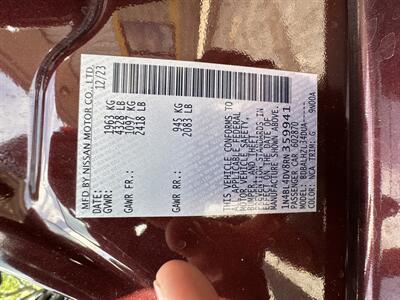 MFD BY NISSAN MOTOR CO., LTD.
DATE: 12/23
GVWR: 1963 KG
4328 LB
GAWR FR.: 1097 KG
2418 LB
GAWR RR.: 945 KG
2083 LB
THIS VEHICLE CONFORMS TO
ALL APPLICABLE FEDERAL
MOTOR VEHICLE SAFETY,
BUMPER, AND THEFT
PREVENTION STANDARDS IN
EFFECT ON THE DATE OF
MANUFACTURE SHOWN ABOVE.
1N4BL4DV8RN359941
PASSENGER CAR
COLOR: NCA TRIM: G